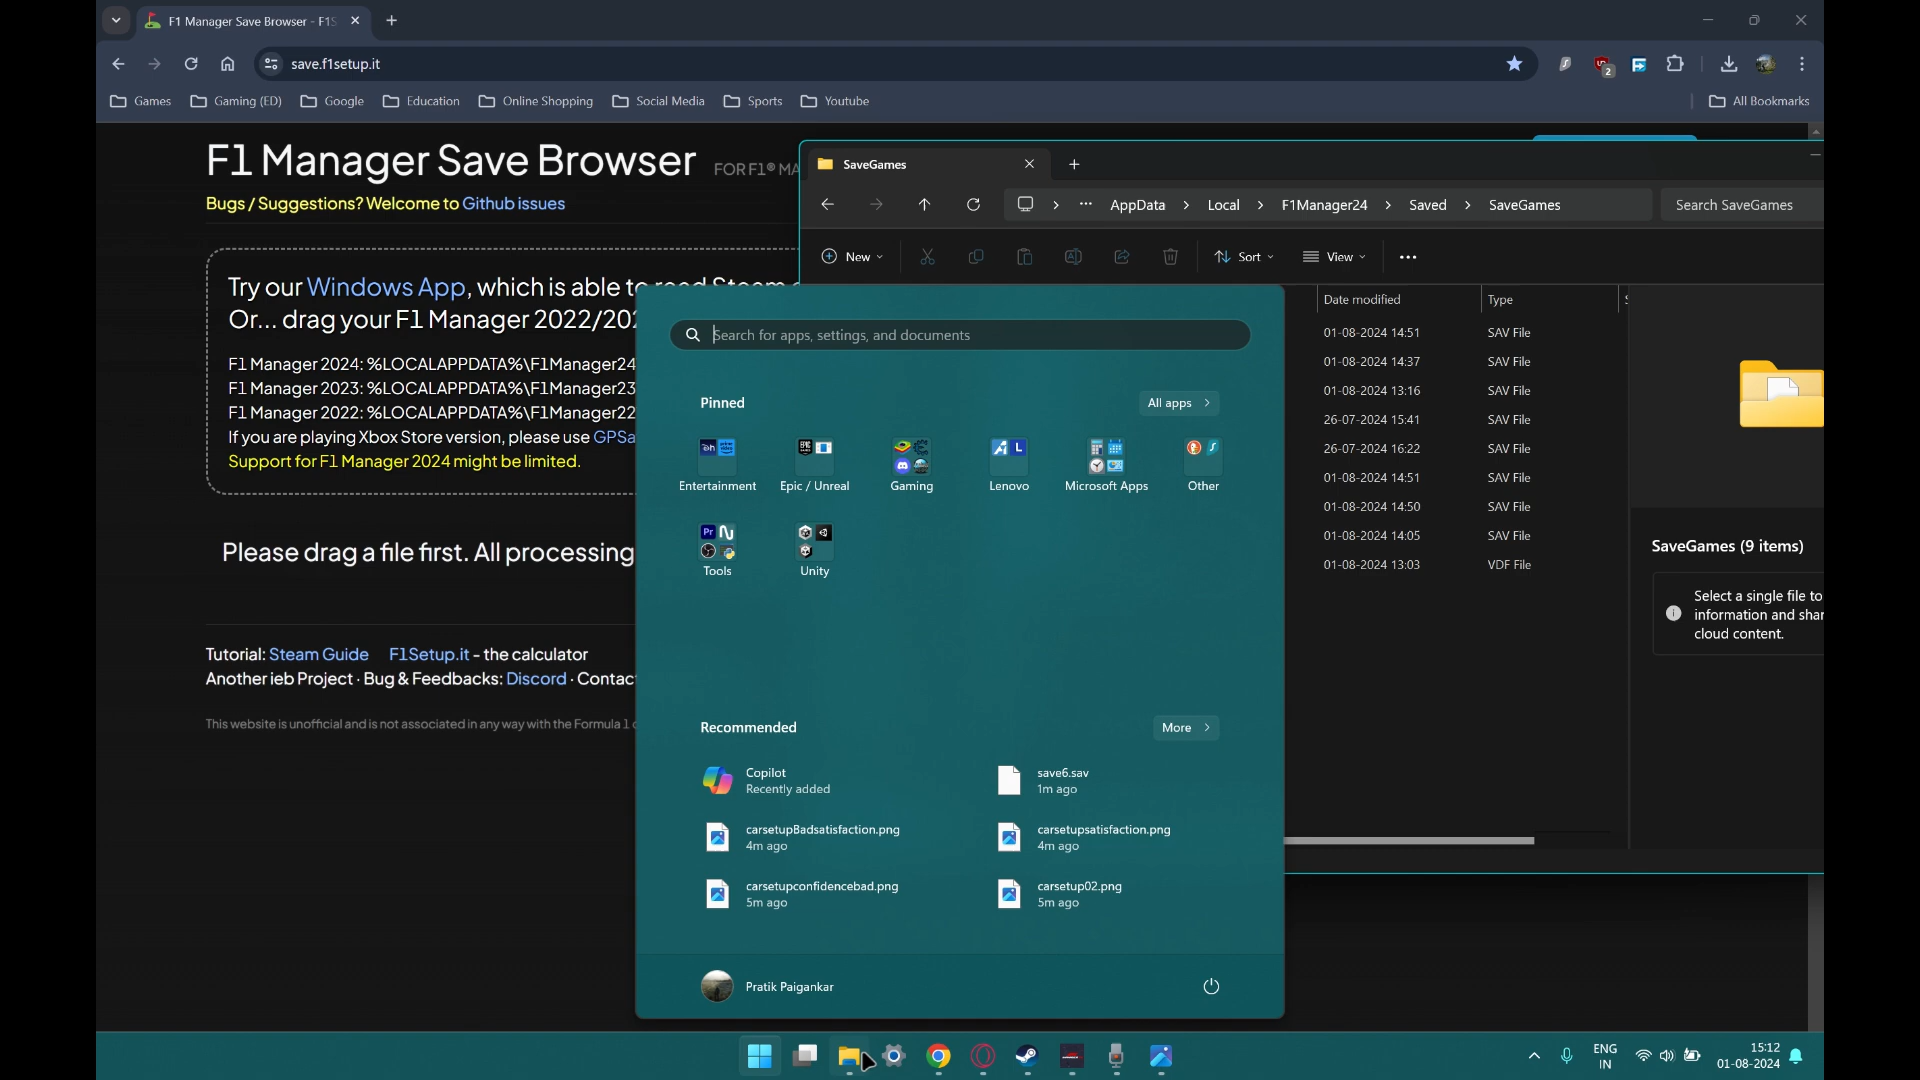 F1 Manager Save Browser - F1S
save.f1setup.it
2
Games
Gaming (ED)
Google
Education
Online Shopping
Social Media
Sports
Youtube
All Bookmarks
F1 Manager Save Browser FOR F1® MA
Bugs / Suggestions? Welcome to Github issues
Try our Windows App, which is able to read Steam
Or... drag your F1 Manager 2022/202
F1 Manager 2024: %LOCALAPPDATA%\F1Manager24
F1 Manager 2023: %LOCALAPPDATA%\F1Manager23
F1 Manager 2022: %LOCALAPPDATA%\F1Manager22
If you are playing Xbox Store version, please use GPSa
Support for F1 Manager 2024 might be limited.
Please drag a file first. All processing
Tutorial: Steam Guide F1Setup.it - the calculator
Another ieb Project · Bug & Feedbacks: Discord · Contac
This website is unofficial and is not associated in any way with the Formula 1
SaveGames
AppData
Local
F1Manager24
Saved
SaveGames
Search SaveGames
New
Sort
View
Date modified Type
01-08-2024 14:51 SAV File
01-08-2024 14:37 SAV File
01-08-2024 13:16 SAV File
26-07-2024 15:41 SAV File
26-07-2024 16:22 SAV File
01-08-2024 14:51 SAV File
01-08-2024 14:50 SAV File
01-08-2024 14:05 SAV File
01-08-2024 13:03 VDF File
SaveGames (9 items)
Select a single file to
information and shar
cloud content.
Search for apps, settings, and documents
Pinned
All apps
Entertainment
Epic / Unreal
Gaming
Lenovo
Microsoft Apps
Other
Tools
Unity
Recommended
More
Copilot
Recently added
save6.sav
1m ago
carsetupBadsatisfaction.png
4m ago
carsetupsatisfaction.png
4m ago
carsetupconfidencebad.png
5m ago
carsetup02.png
5m ago
Pratik Paigankar
ENG
IN
15:12
01-08-2024